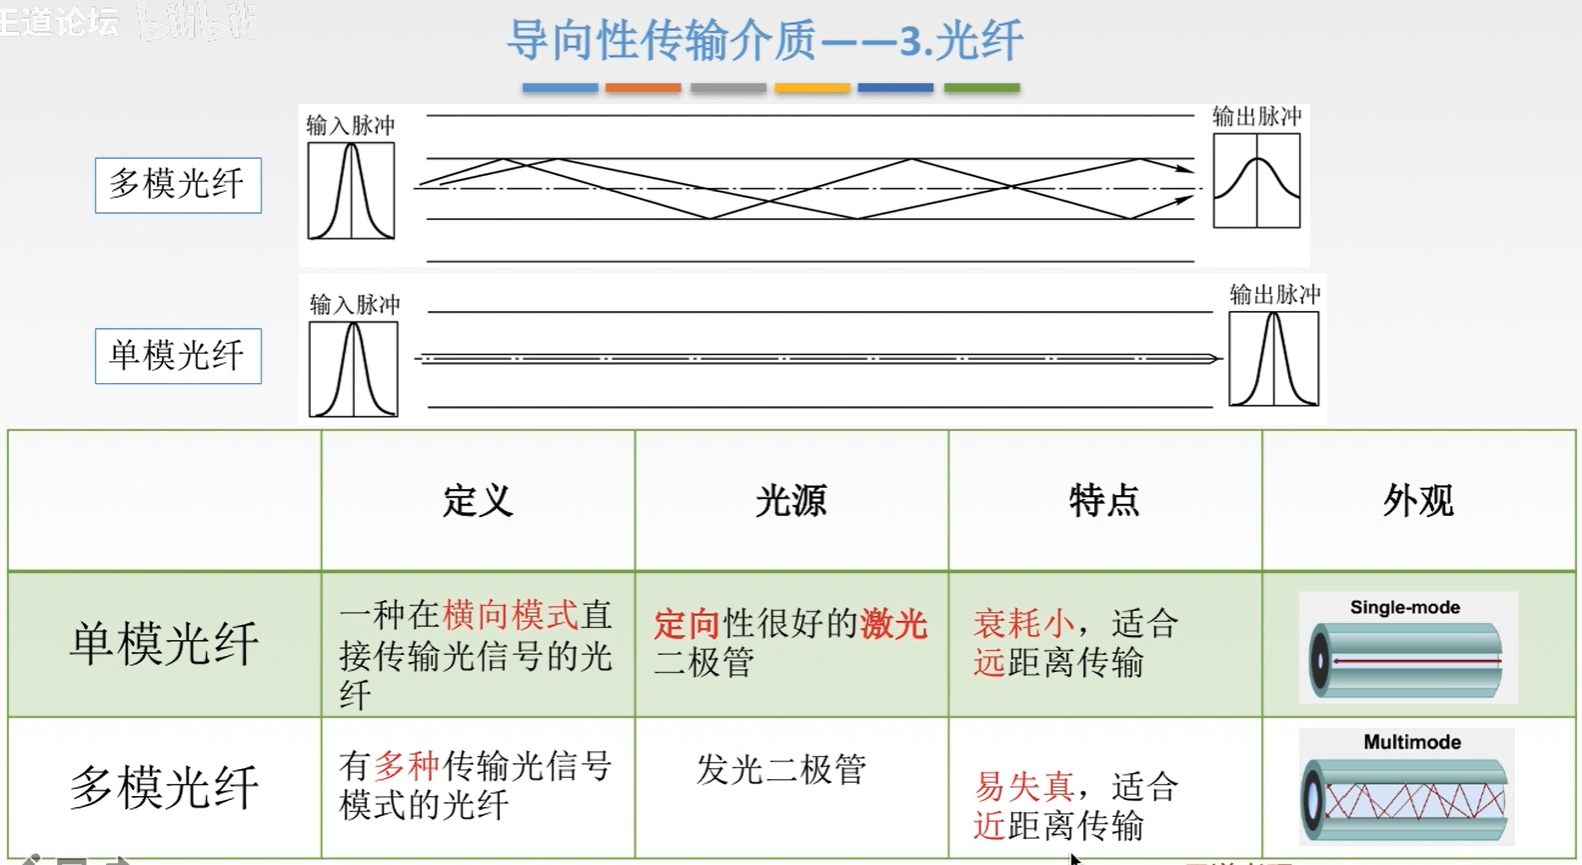 王道论坛 bilibili
导向性传输介质——3.光纤
输入脉冲
输出脉冲
多模光纤
输入脉冲
输出脉冲
单模光纤
定义 光源 特点 外观
单模光纤
一种在横向模式直
接传输光信号的光
纤
定向性很好的激光
二极管
衰耗小，适合
远距离传输
Single-mode
多模光纤
有多种传输光信号
模式的光纤
发光二极管
易失真，适合
近距离传输
Multimode